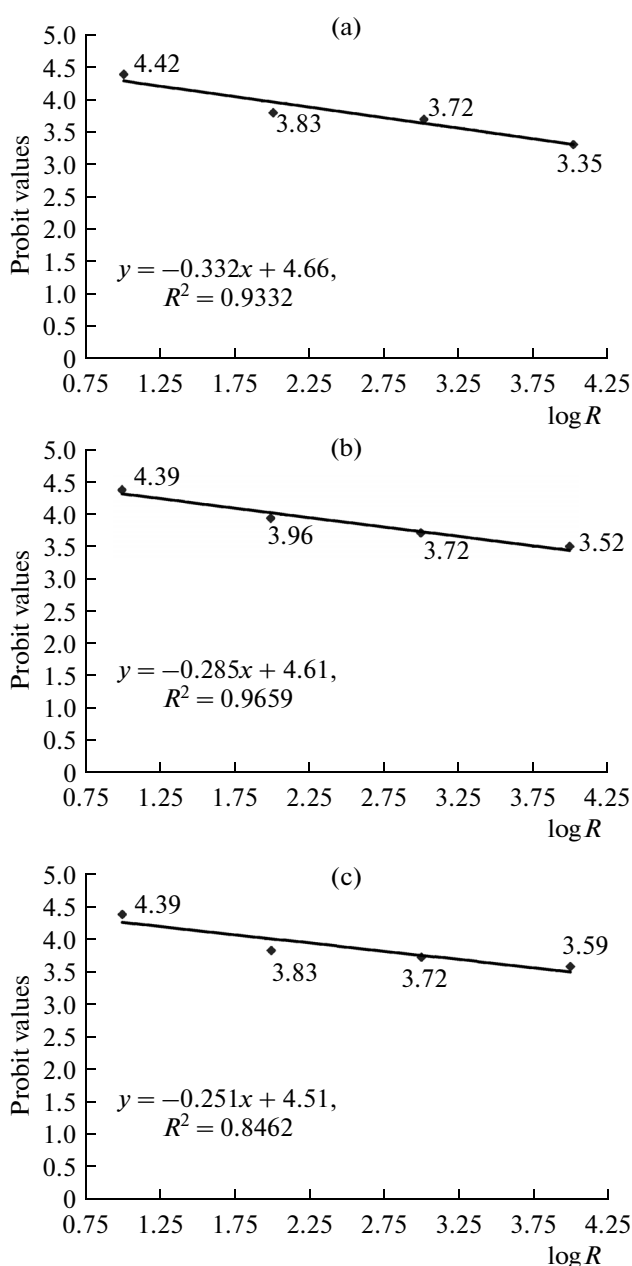 (a)
Probit values
5.0
4.5
4.0
3.5
3.0
2.5
2.0
1.5
1.0
0.5
0
4.42
3.83
3.72
3.35
y = −0.332x + 4.66,
R² = 0.9332
0.75 1.25 1.75 2.25 2.75 3.25 3.75 4.25
log R
(b)
Probit values
5.0
4.5
4.0
3.5
3.0
2.5
2.0
1.5
1.0
0.5
0
4.39
3.96
3.72
3.52
y = −0.285x + 4.61,
R² = 0.9659
0.75 1.25 1.75 2.25 2.75 3.25 3.75 4.25
log R
(c)
Probit values
5.0
4.5
4.0
3.5
3.0
2.5
2.0
1.5
1.0
0.5
0
4.39
3.83
3.72
3.59
y = −0.251x + 4.51,
R² = 0.8462
0.75 1.25 1.75 2.25 2.75 3.25 3.75 4.25
log R